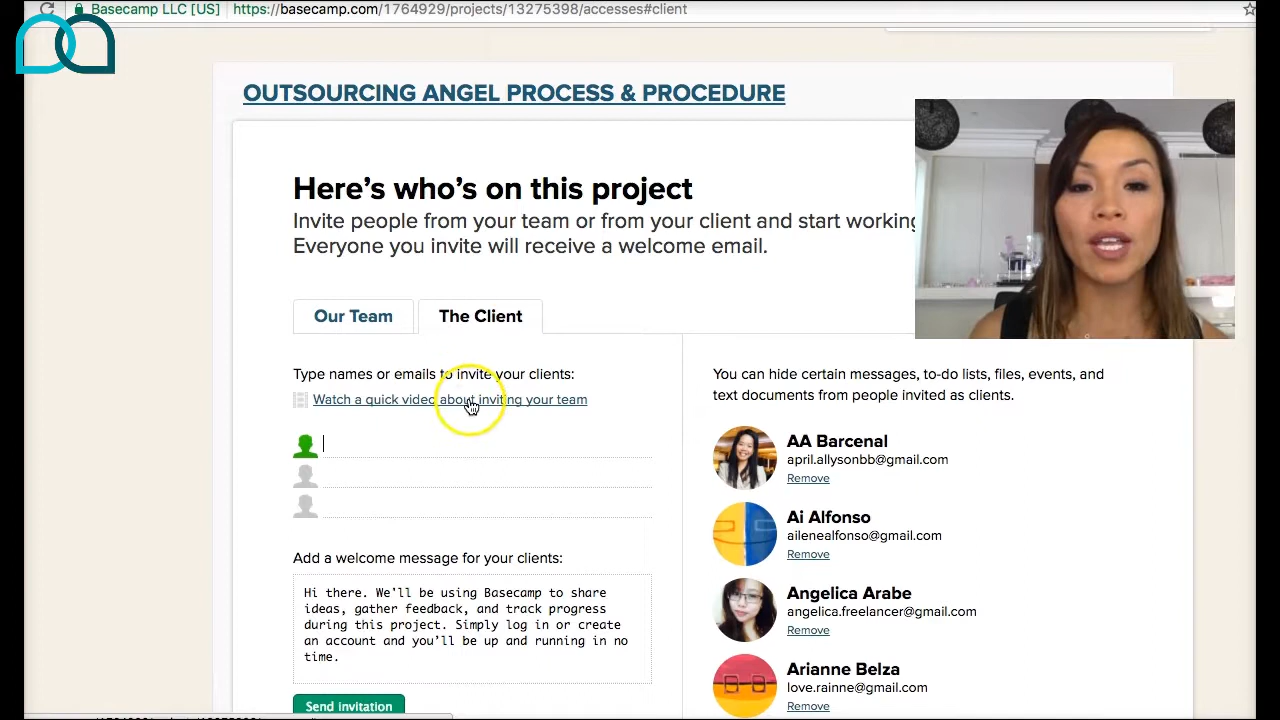 Basecamp LLC [US]
https://basecamp.com/1764929/projects/13275398/accesses#client
OUTSOURCING ANGEL PROCESS & PROCEDURE
Here's who's on this project
Invite people from your team or from your client and start working
Everyone you invite will receive a welcome email.
Our Team
The Client
Type names or emails to invite your clients:
Watch a quick video about inviting your team
Add a welcome message for your clients:
Hi there. We'll be using Basecamp to share
ideas, gather feedback, and track progress
during this project. Simply log in or create
an account and you'll be up and running in no
time.
Send invitation
You can hide certain messages, to-do lists, files, events, and
text documents from people invited as clients.
AA Barcenal
april.allysonbb@gmail.com
Remove
Ai Alfonso
ailenealfonso@gmail.com
Remove
Angelica Arabe
angelica.freelancer@gmail.com
Remove
Arianne Belza
love.rainne@gmail.com
Remove